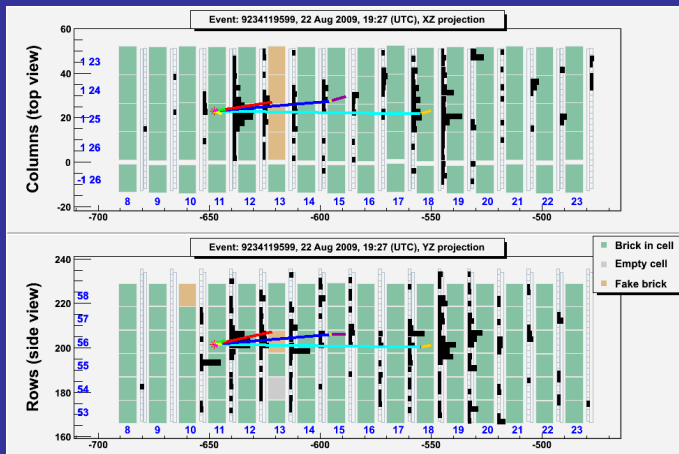 Event: 9234119599, 22 Aug 2009, 19:27 (UTC), XZ projection
Columns (top view)
60
40
20
0
-20
1 23
1 24
1 25
1 26
-1 26
8 9 10 11 12 13 14 15 16 17 18 19 20 21 22 23
-700 -650 -600 -550 -500
Event: 9234119599, 22 Aug 2009, 19:27 (UTC), YZ projection
Brick in cell
Empty cell
Fake brick
Rows (side view)
240
220
200
180
160
58
57
56
55
54
53
8 9 10 11 12 13 14 15 16 17 18 19 20 21 22 23
-700 -650 -600 -550 -500